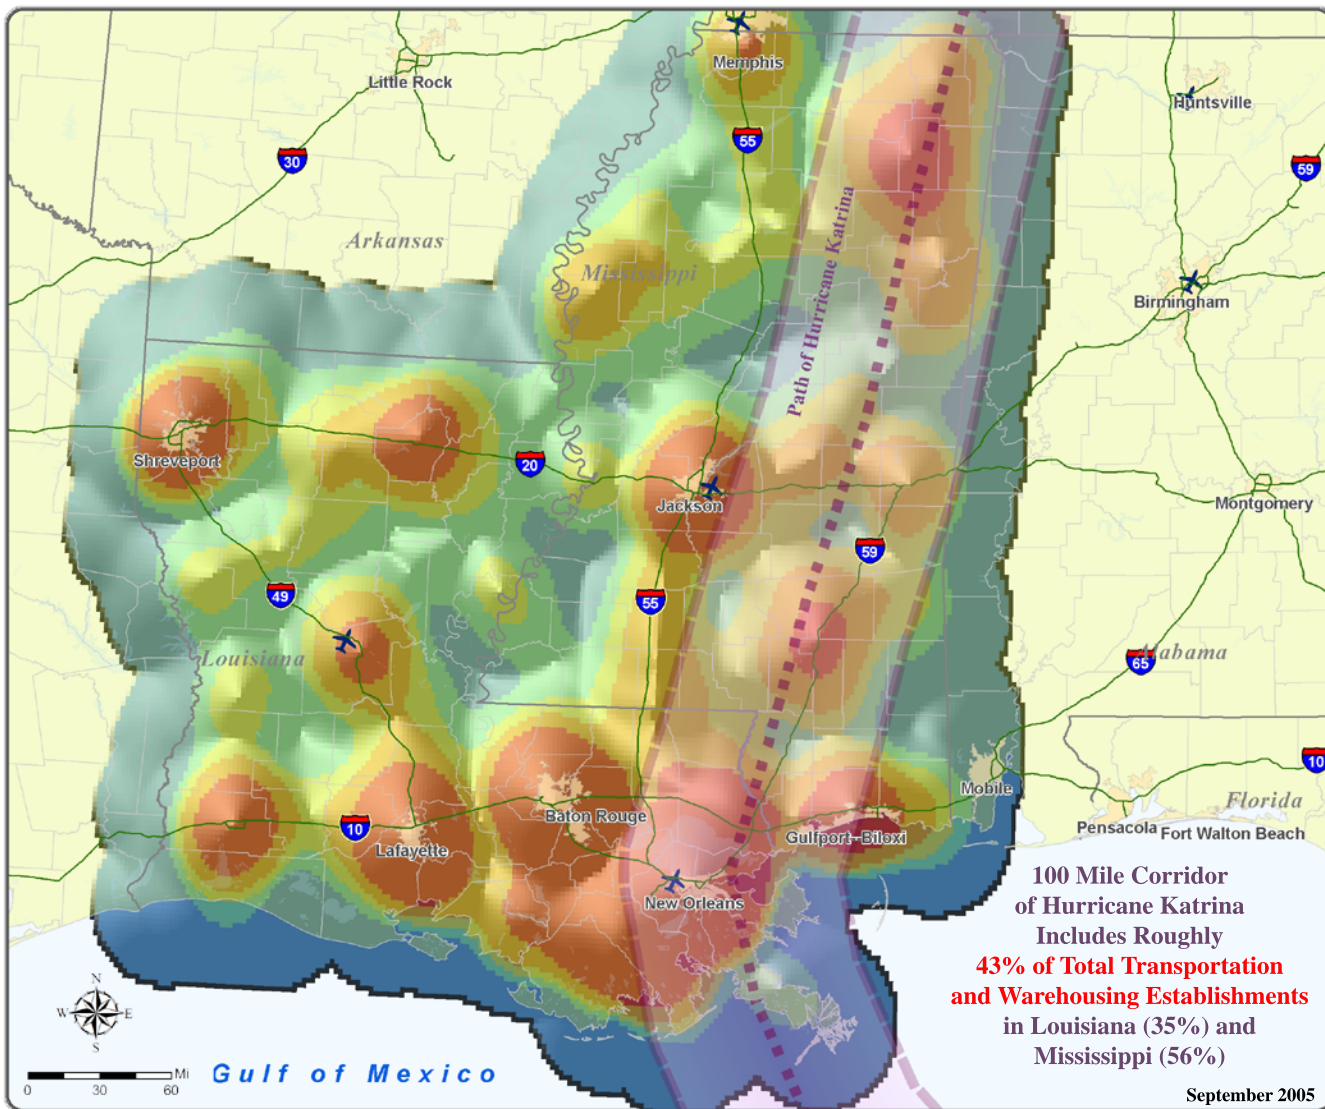 Memphis
Little Rock
Huntsville
55
30
59
Arkansas
Mississippi
Path of Hurricane Katrina
Birmingham
Shreveport
20
Jackson
Montgomery
59
49
55
Louisiana
Alabama
65
10
Mobile
Florida
Baton Rouge
10
Lafayette
Gulfport-Biloxi
Pensacola
Fort Walton Beach
New Orleans
100 Mile Corridor
of Hurricane Katrina
Includes Roughly
43% of Total Transportation
and Warehousing Establishments
in Louisiana (35%) and
Mississippi (56%)
N
W
E
S
Gulf of Mexico
Mi
0 30 60
September 2005